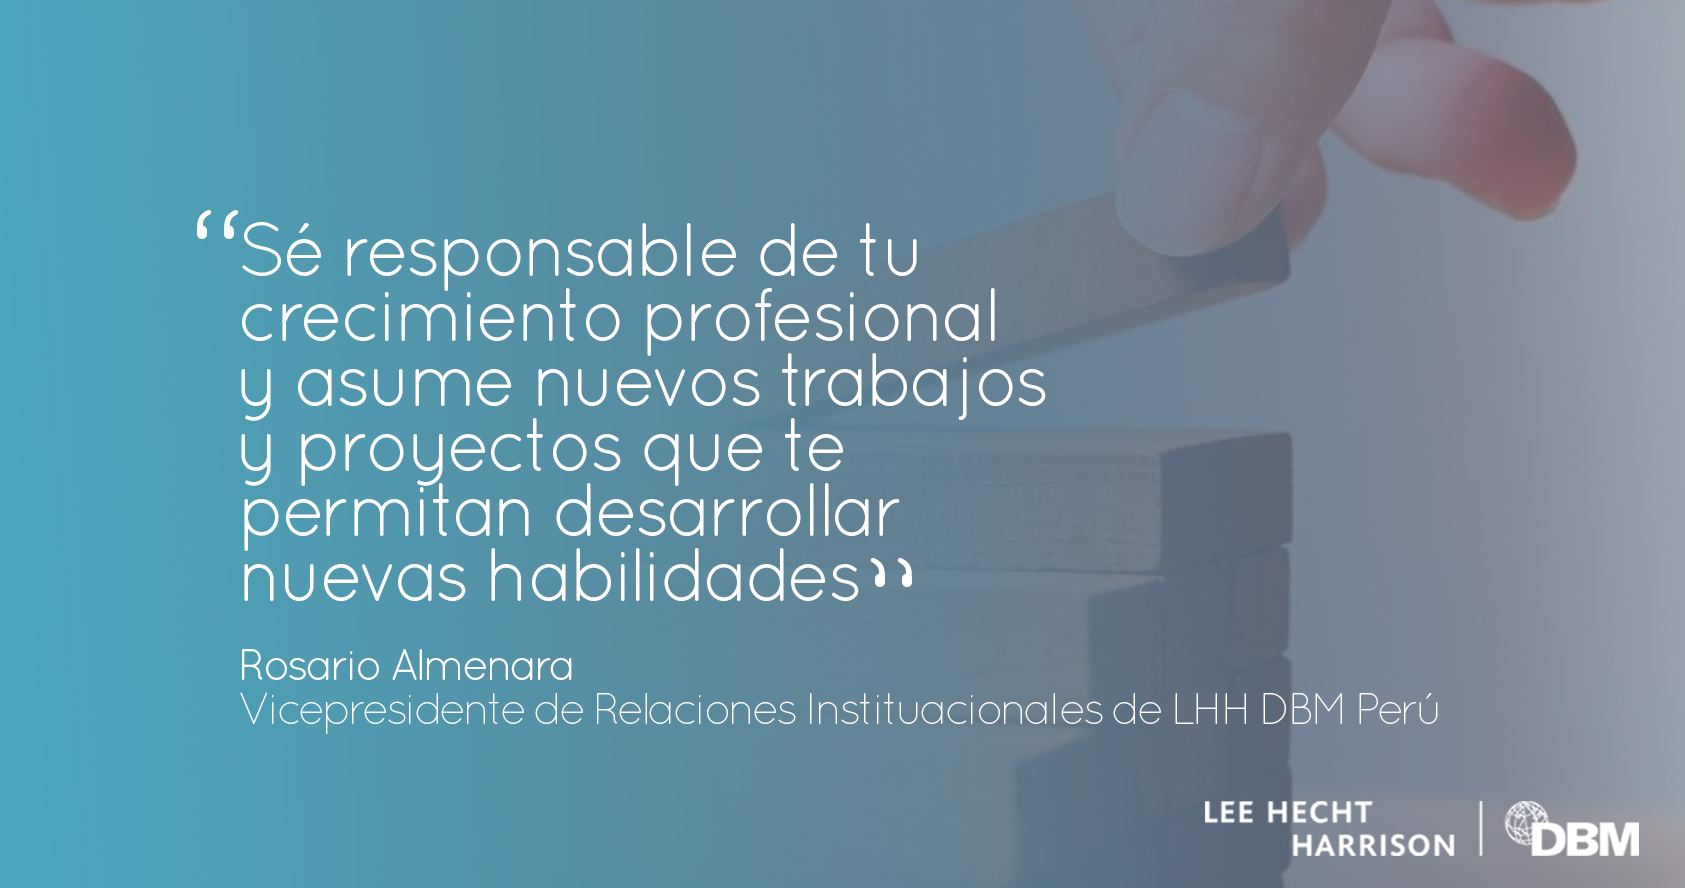 “Sé responsable de tu
crecimiento profesional
y asume nuevos trabajos
y proyectos que te
permitan desarrollar
nuevas habilidades”
Rosario Almenara
Vicepresidente de Relaciones Instituacionales de LHH DBM Perú
LEE HECHT
HARRISON
DBM